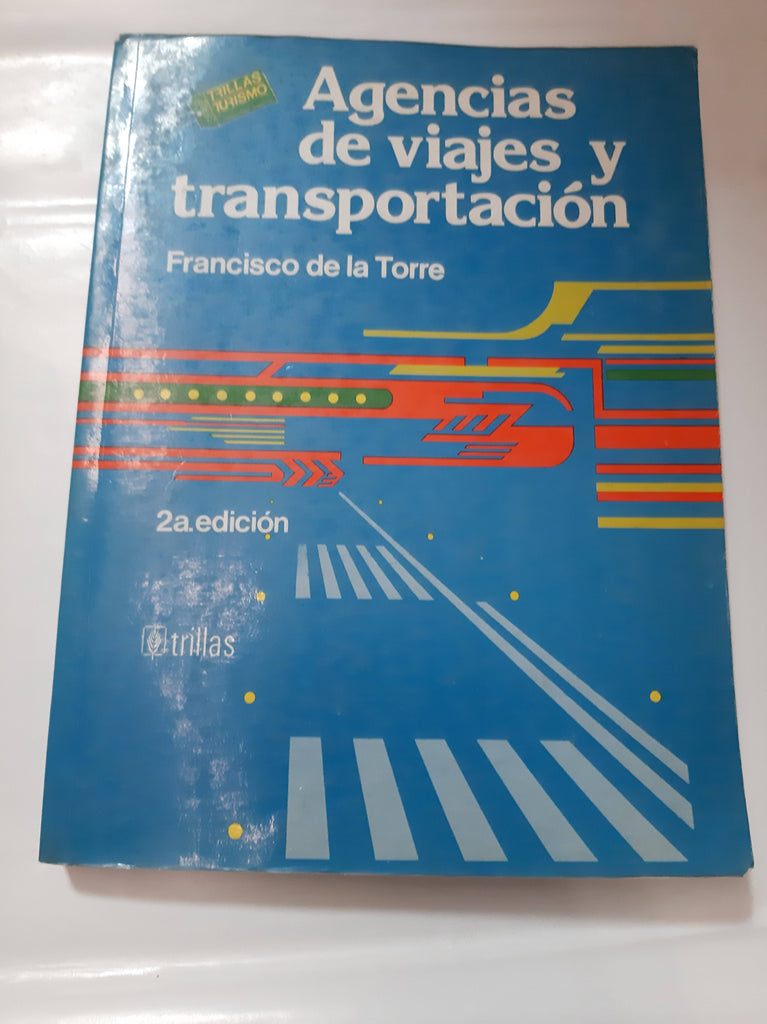 TRILLAS
TURISMO
Agencias
de viajes y
transportación
Francisco de la Torre
2a.edición
trillas